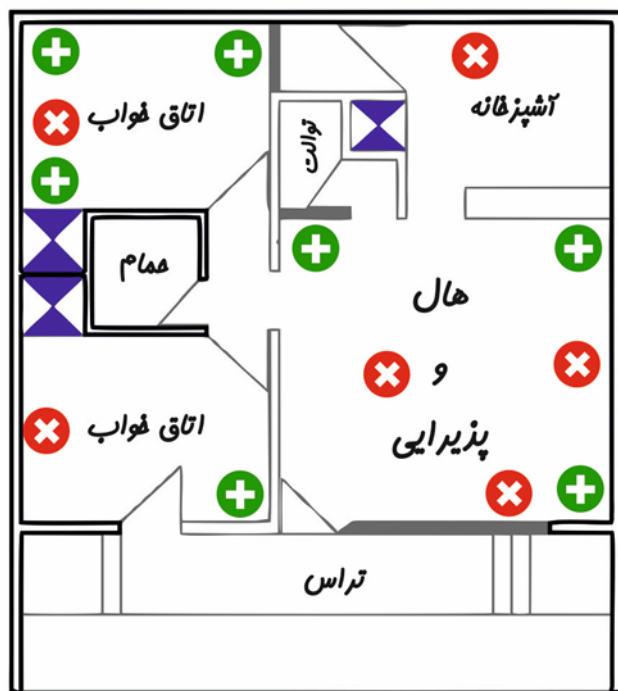 اتاق خواب
آشپزخانه
توالت
حمام
هال
و
پذیرایی
اتاق خواب
تراس